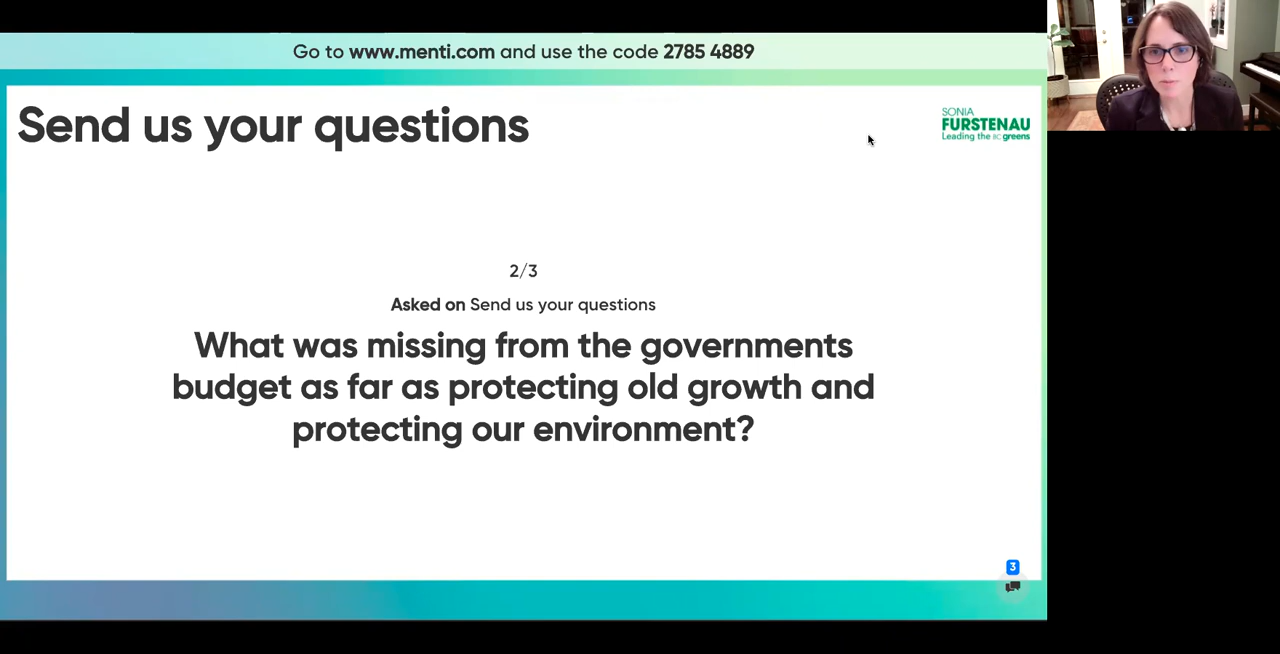 Go to www.menti.com and use the code 2785 4889
Send us your questions
SONIA
FURSTENAU
Leading the BC greens
2/3
Asked on Send us your questions
What was missing from the governments
budget as far as protecting old growth and
protecting our environment?
3